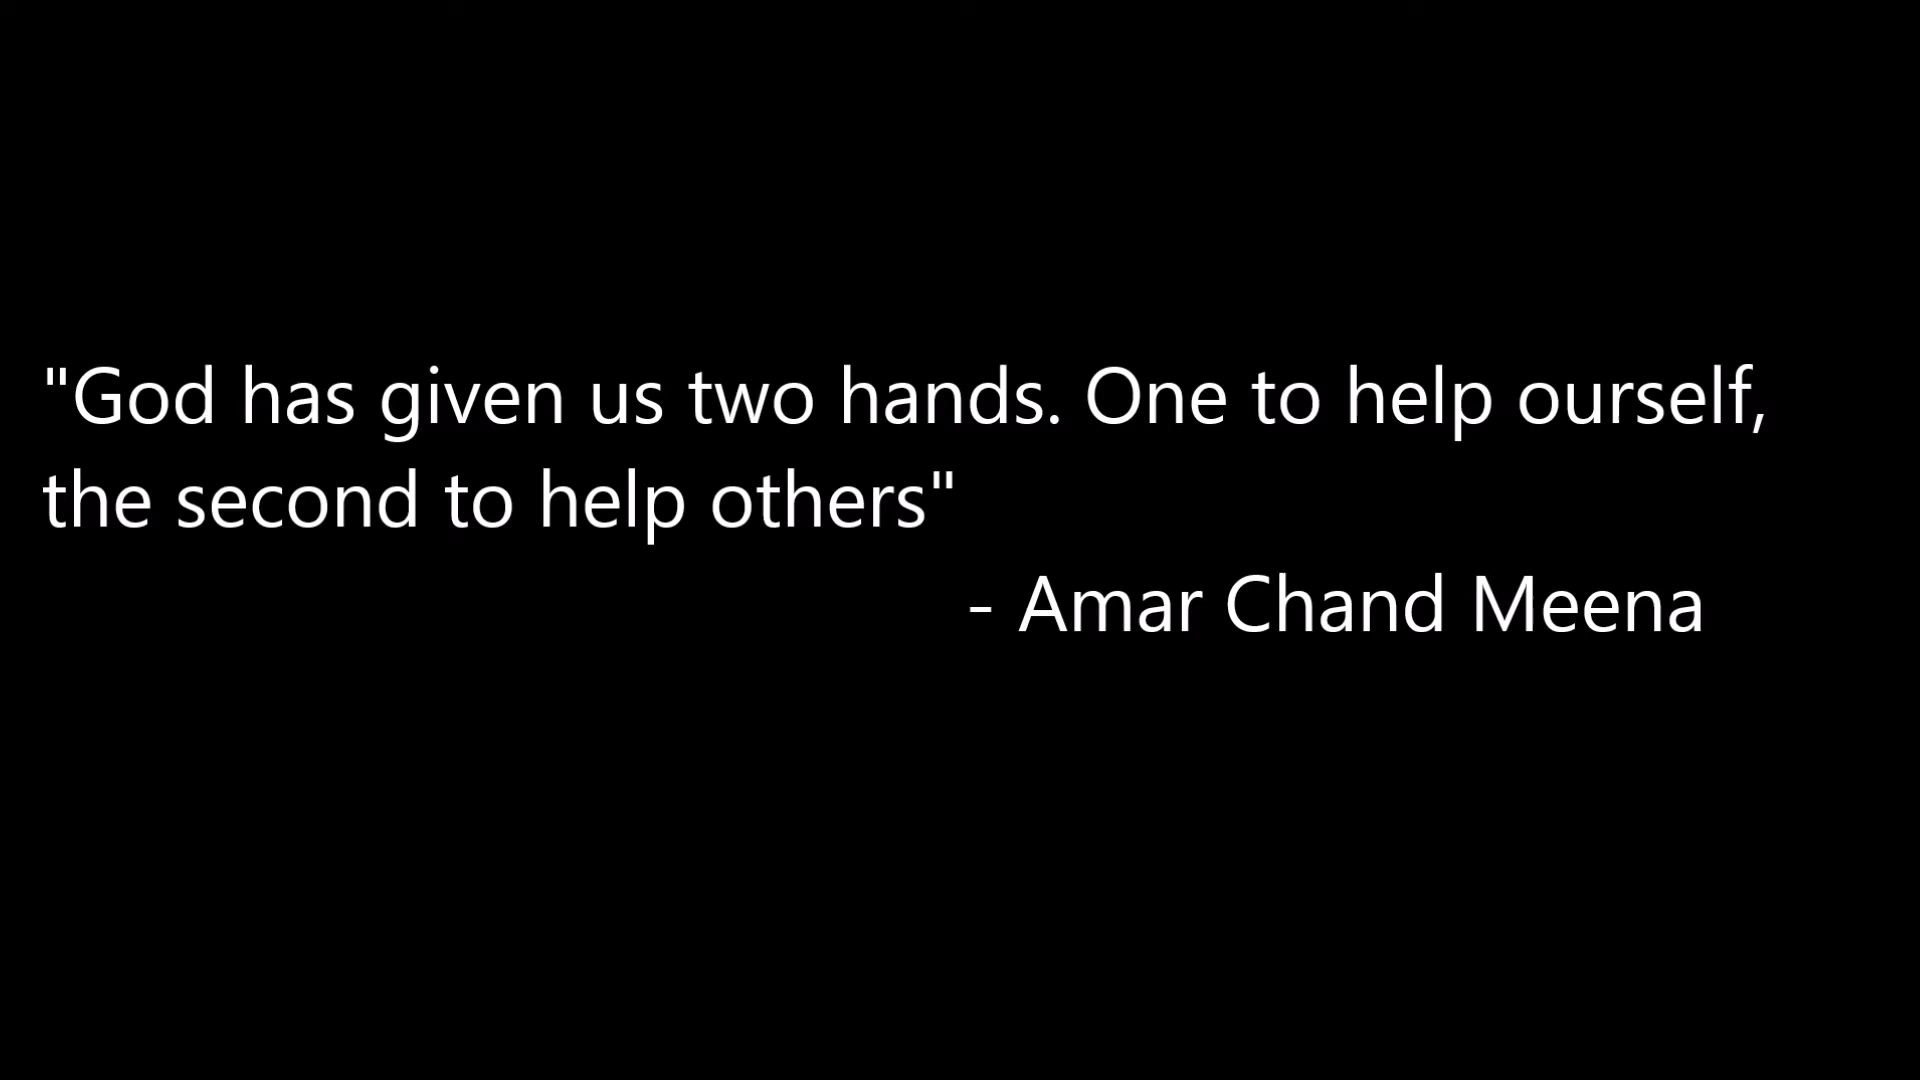 "God has given us two hands. One to help ourself,
the second to help others"
- Amar Chand Meena